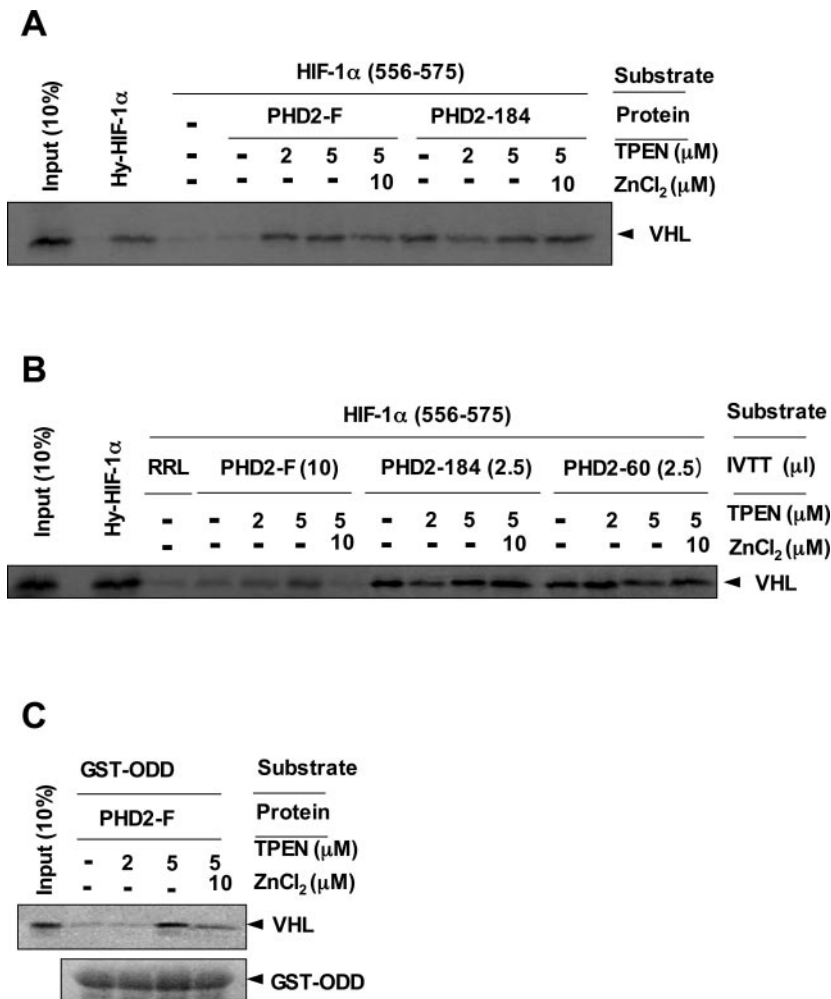 A
HIF-1α (556-575) Substrate
Input (10%) Hy-HIF-1α - PHD2-F PHD2-184 Protein
- - 2 5 5 - 2 5 5 TPEN (μM)
- - - - 10 - - - 10 ZnCl₂ (μM)
VHL
B
HIF-1α (556-575) Substrate
Input (10%) Hy-HIF-1α RRL PHD2-F (10) PHD2-184 (2.5) PHD2-60 (2.5) IVTT (μl)
- - 2 5 5 - 2 5 5 - 2 5 5 TPEN (μM)
- - - - 10 - - - 10 - - - 10 ZnCl₂ (μM)
VHL
C
GST-ODD Substrate
Input (10%) PHD2-F Protein
- 2 5 5 TPEN (μM)
- - - 10 ZnCl₂ (μM)
VHL
GST-ODD